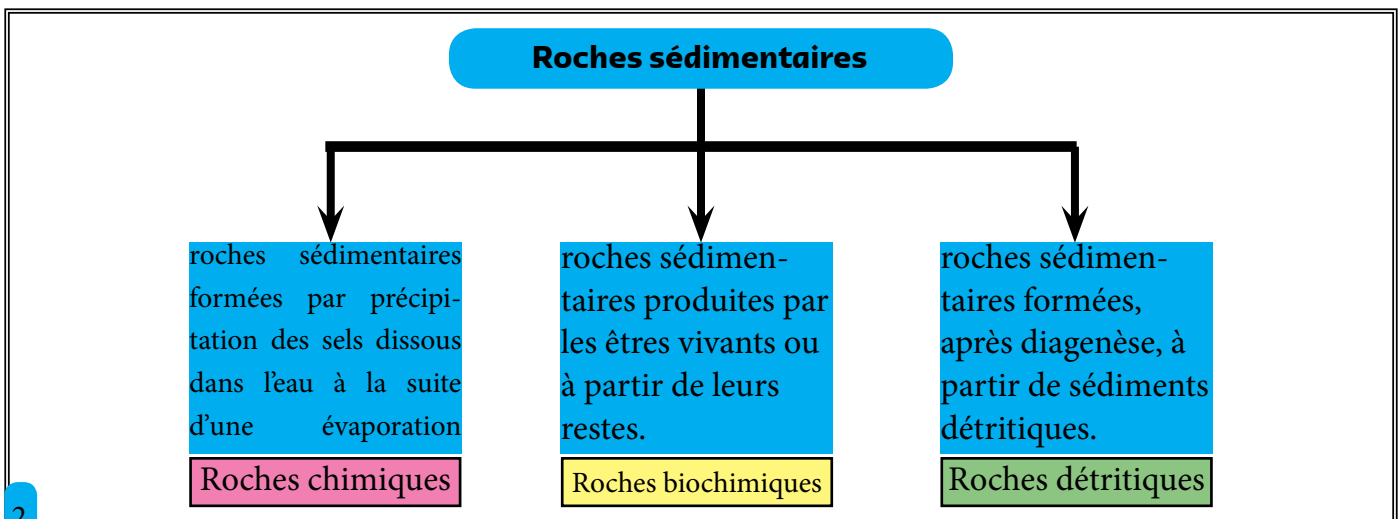 Roches sédimentaires
roches sédimentaires
formées par précipi-
tation des sels dissous
dans l'eau à la suite
d'une évaporation
Roches chimiques
roches sédimen-
taires produites par
les êtres vivants ou
à partir de leurs
restes.
Roches biochimiques
roches sédimen-
taires formées,
après diagenèse, à
partir de sédiments
détritiques.
Roches détritiques
2